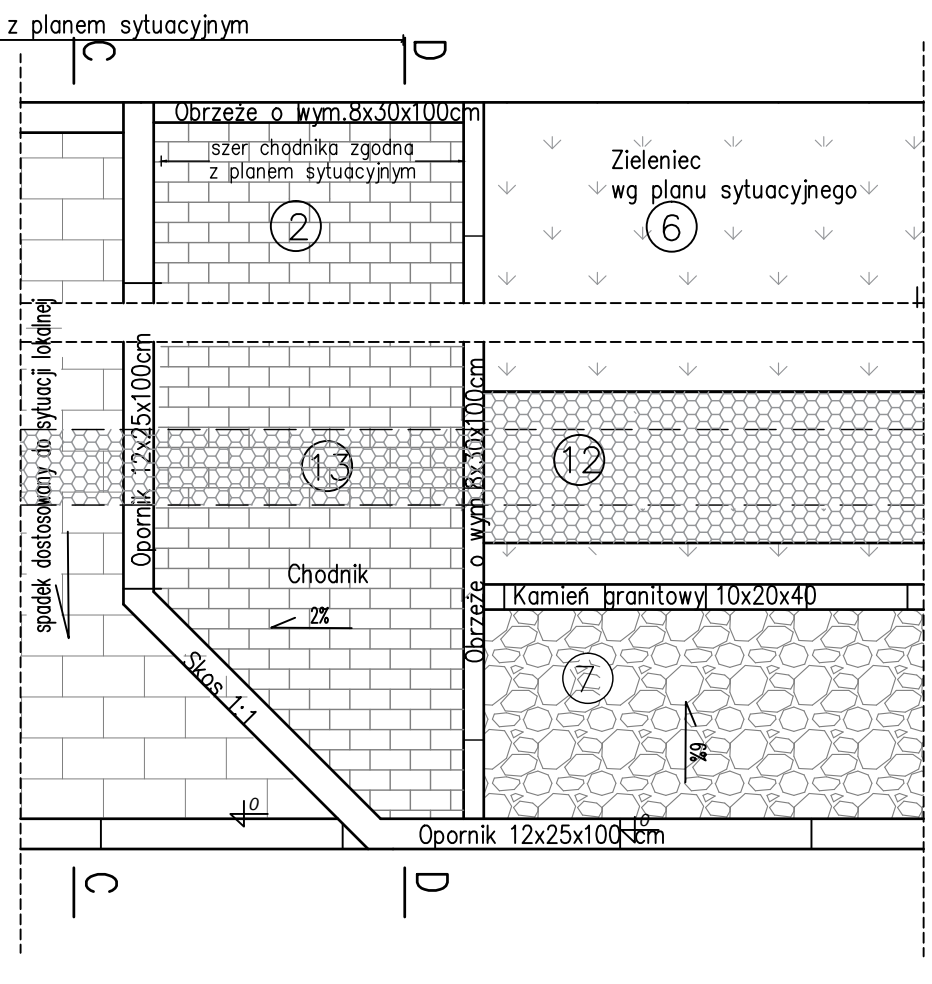 z planem sytuacyjnym
C
D
Obrzeże o wym.8x30x100cm
szer chodnika zgodna
z planem sytuacyjnym
Zieleniec
wg planu sytuacyjnego
2
6
spadek dostosowany do sytuacji lokalnej
Opornik 12x25x100cm
Obrzeże o wym.8x30x100cm
13
12
Chodnik
2%
Kamień granitowy 10x20x40
Skos 1:1
7
6%
0
0
Opornik 12x25x100 cm
C
D